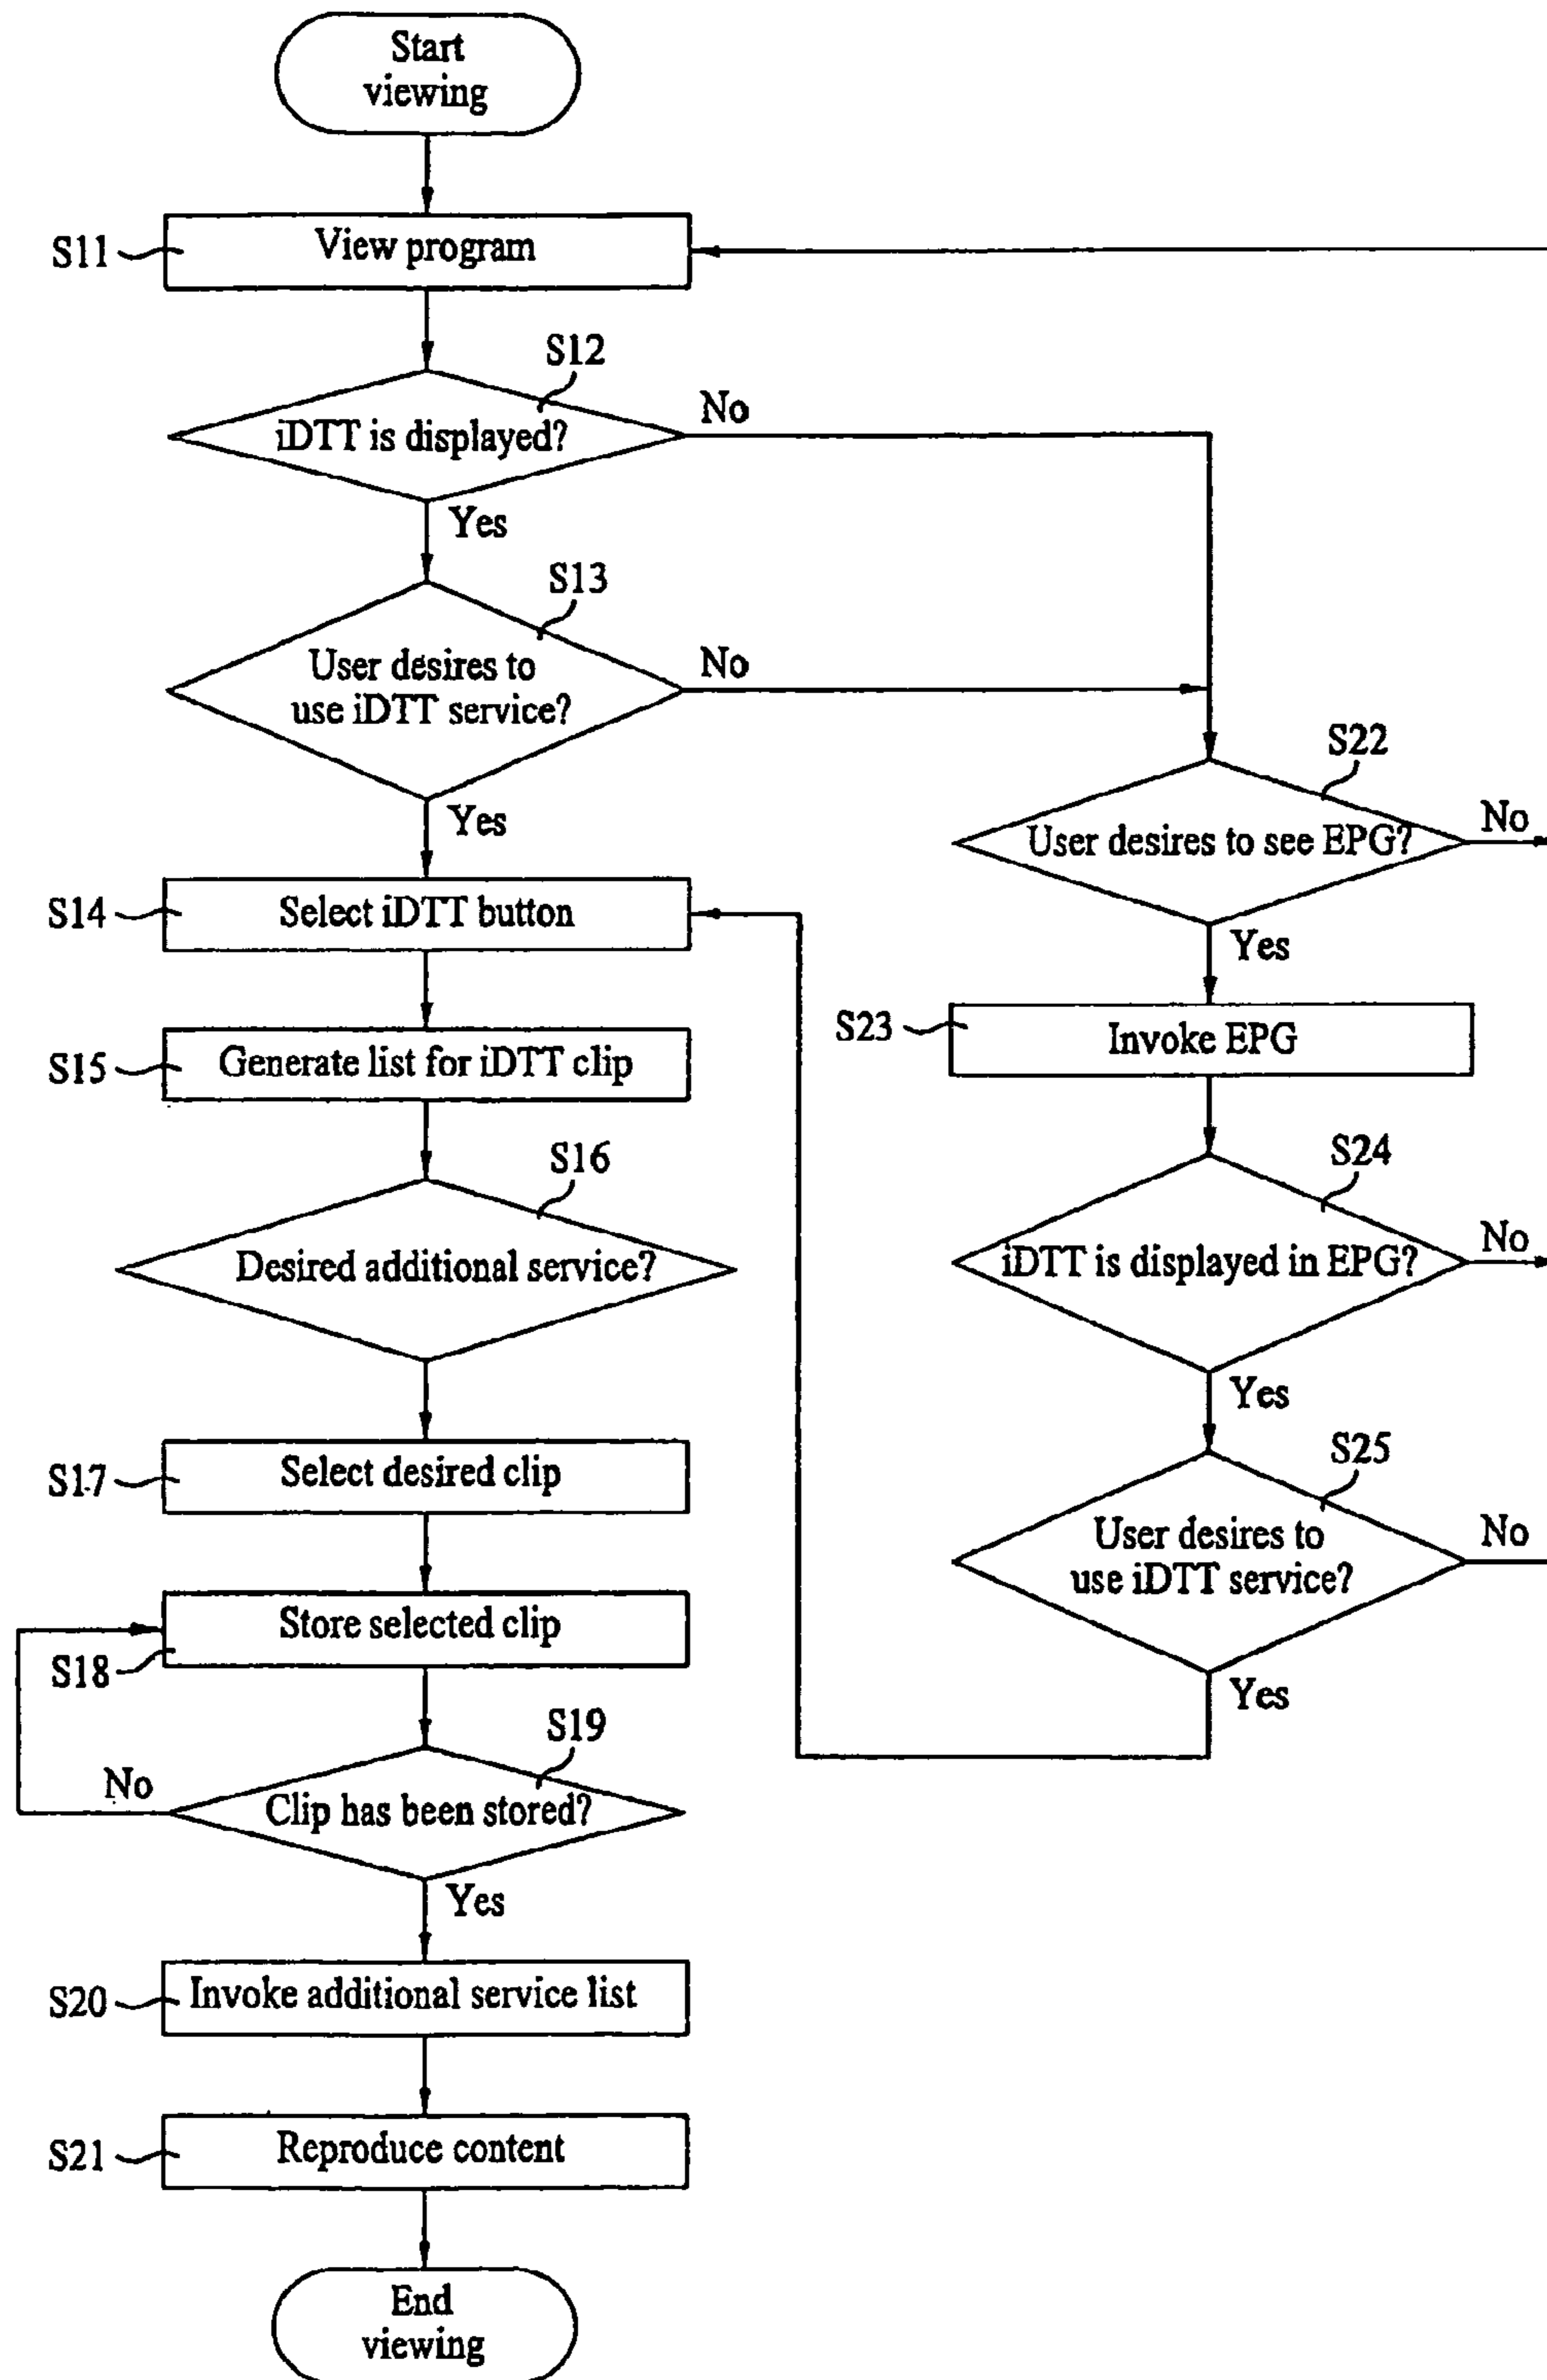 Start
viewing
S11
View program
S12
iDTT is displayed?
No
Yes
S13
User desires to
use iDTT service?
No
Yes
S14
Select iDTT button
S15
Generate list for iDTT clip
S16
Desired additional service?
S17
Select desired clip
S18
Store selected clip
S19
Clip has been stored?
No
Yes
S20
Invoke additional service list
S21
Reproduce content
End
viewing
S22
User desires to see EPG?
No
Yes
S23
Invoke EPG
S24
iDTT is displayed in EPG?
No
Yes
S25
User desires to
use iDTT service?
No
Yes